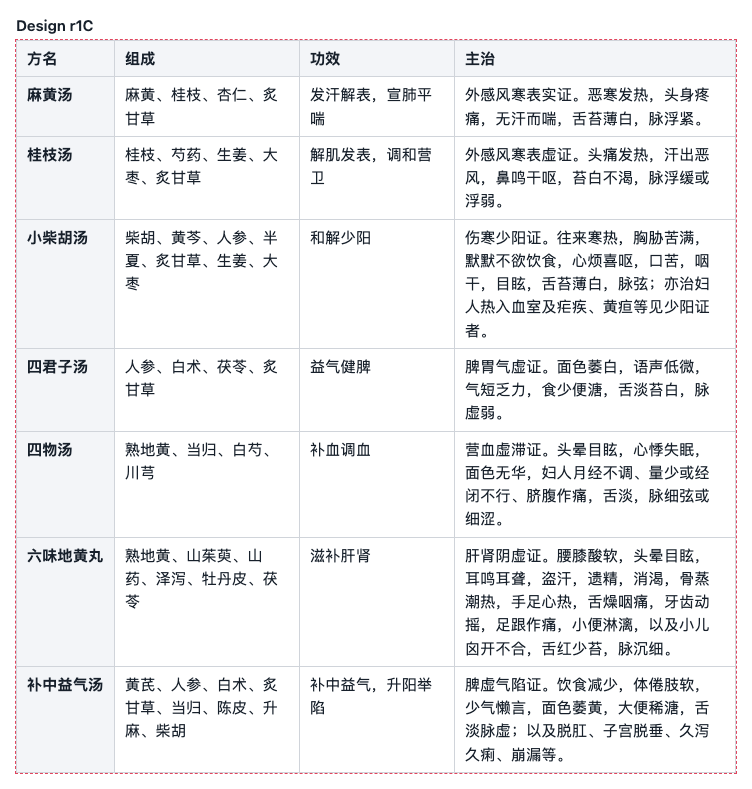 Design r1C
方名 组成 功效 主治
麻黄汤 麻黄、桂枝、杏仁、炙 发汗解表，宣肺平 外感风寒表实证。恶寒发热，头身疼
甘草 喘 痛，无汗而喘，舌苔薄白，脉浮紧。
桂枝汤 桂枝、芍药、生姜、大 解肌发表，调和营 外感风寒表虚证。头痛发热，汗出恶
枣、炙甘草 卫 风，鼻鸣干呕，苔白不渴，脉浮缓或
浮弱。
小柴胡汤 柴胡、黄芩、人参、半 和解少阳 伤寒少阳证。往来寒热，胸胁苦满，
夏、炙甘草、生姜、大 默默不欲饮食，心烦喜呕，口苦，咽
枣 干，目眩，舌苔薄白，脉弦；亦治妇
人热入血室及疟疾、黄疸等见少阳证
者。
四君子汤 人参、白术、茯苓、炙 益气健脾 脾胃气虚证。面色萎白，语声低微，
甘草 气短乏力，食少便溏，舌淡苔白，脉
虚弱。
四物汤 熟地黄、当归、白芍、 补血调血 营血虚滞证。头晕目眩，心悸失眠，
川芎 面色无华，妇人月经不调、量少或经
闭不行、脐腹作痛，舌淡，脉细弦或
细涩。
六味地黄丸 熟地黄、山茱萸、山 滋补肝肾 肝肾阴虚证。腰膝酸软，头晕目眩，
药、泽泻、牡丹皮、茯 耳鸣耳聋，盗汗，遗精，消渴，骨蒸
苓 潮热，手足心热，舌燥咽痛，牙齿动
摇，足跟作痛，小便淋漓，以及小儿
囟开不合，舌红少苔，脉沉细。
补中益气汤 黄芪、人参、白术、炙 补中益气，升阳举 脾虚气陷证。饮食减少，体倦肢软，
甘草、当归、陈皮、升 陷 少气懒言，面色萎黄，大便稀溏，舌
麻、柴胡 淡脉虚；以及脱肛、子宫脱垂、久泻
久痢、崩漏等。